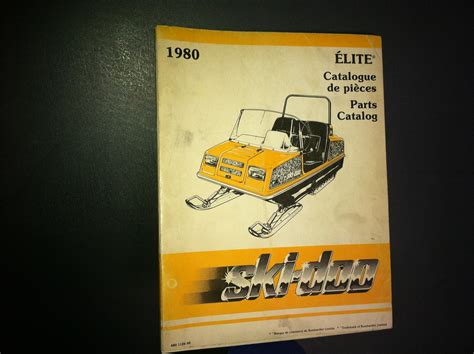 1980
ÉLITE®
Catalogue
de pièces
Parts
Catalog
ski-doo